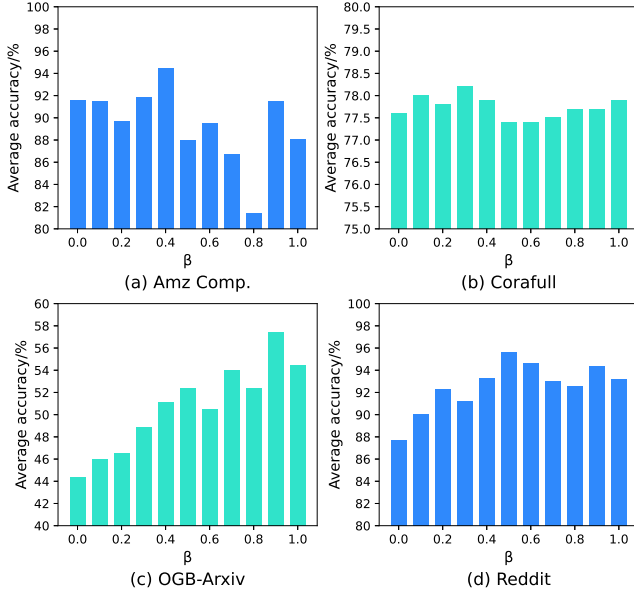 Average accuracy/%
100
98
96
94
92
90
88
86
84
82
80
0.0 0.2 0.4 0.6 0.8 1.0
β
(a) Amz Comp.
Average accuracy/%
80.0
79.5
79.0
78.5
78.0
77.5
77.0
76.5
76.0
75.5
75.0
0.0 0.2 0.4 0.6 0.8 1.0
β
(b) Corafull
Average accuracy/%
60
58
56
54
52
50
48
46
44
42
40
0.0 0.2 0.4 0.6 0.8 1.0
β
(c) OGB-Arxiv
Average accuracy/%
100
98
96
94
92
90
88
86
84
82
80
0.0 0.2 0.4 0.6 0.8 1.0
β
(d) Reddit